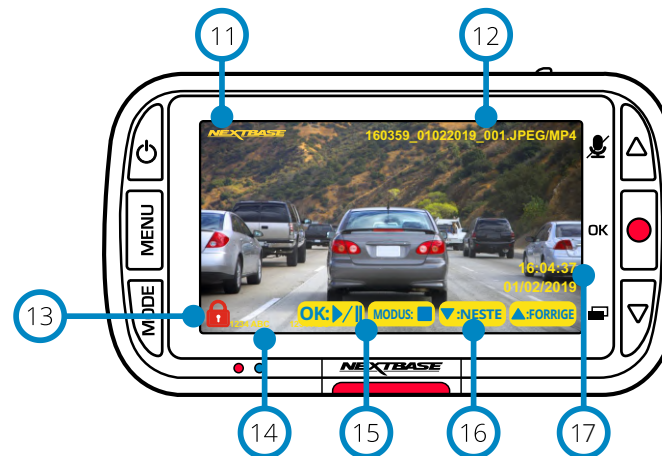 11
12
NEXTBASE
160359_01022019_001.JPEG/MP4
MENU
OK
16:04:37
01/02/2019
13
MODE
OK: MODUS: :NESTE :FORRIGE
NEXTBASE
14
15
16
17